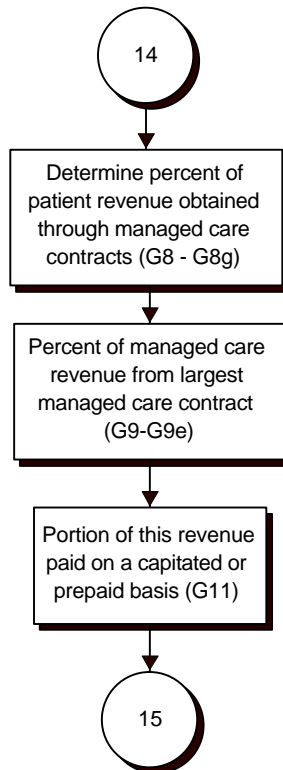 14
Determine percent of
patient revenue obtained
through managed care
contracts (G8 - G8g)
Percent of managed care
revenue from largest
managed care contract
(G9-G9e)
Portion of this revenue
paid on a capitated or
prepaid basis (G11)
15